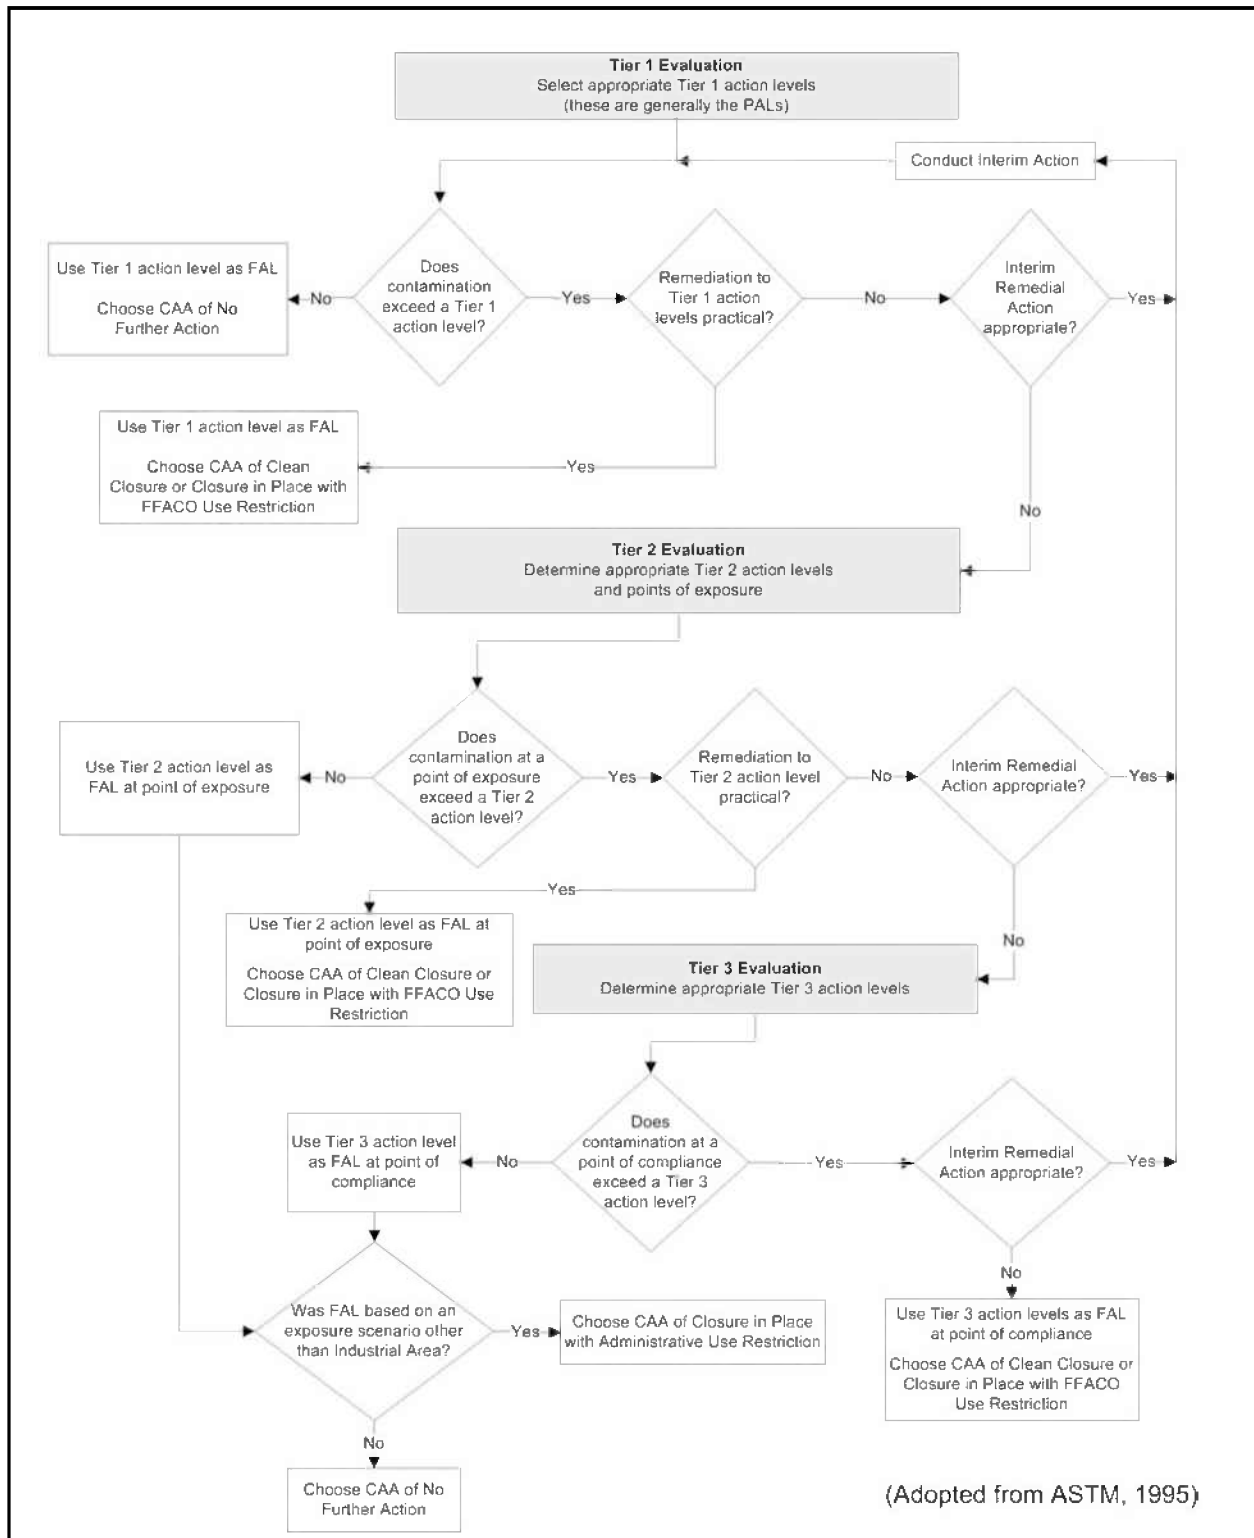 Tier 1 Evaluation
Select appropriate Tier 1 action levels
(these are generally the PALs)
Conduct Interim Action
Use Tier 1 action level as FAL
Choose CAA of No
Further Action
No
Does
contamination
exceed a Tier 1
action level?
Yes
Remediation to
Tier 1 action
levels practical?
No
Interim
Remedial
Action
appropriate?
Yes
Use Tier 1 action level as FAL
Choose CAA of Clean
Closure or Closure in Place with
FFACO Use Restriction
Yes
No
Tier 2 Evaluation
Determine appropriate Tier 2 action levels
and points of exposure
Use Tier 2 action level as
FAL at point of exposure
No
Does
contamination at a
point of exposure
exceed a Tier 2
action level?
Yes
Remediation to
Tier 2 action level
practical?
No
Interim Remedial
Action appropriate?
Yes
Yes
Use Tier 2 action level as FAL at
point of exposure
Choose CAA of Clean Closure or
Closure in Place with FFACO Use
Restriction
No
Tier 3 Evaluation
Determine appropriate Tier 3 action levels
Use Tier 3 action level
as FAL at point of
compliance
No
Does
contamination at a
point of compliance
exceed a Tier 3
action level?
Yes
Interim Remedial
Action appropriate?
Yes
No
Was FAL based on an
exposure scenario other
than Industrial Area?
Yes
Choose CAA of Closure in Place
with Administrative Use Restriction
Use Tier 3 action levels as FAL
at point of compliance
Choose CAA of Clean Closure or
Closure in Place with FFACO
Use Restriction
No
Choose CAA of No
Further Action
(Adopted from ASTM, 1995)